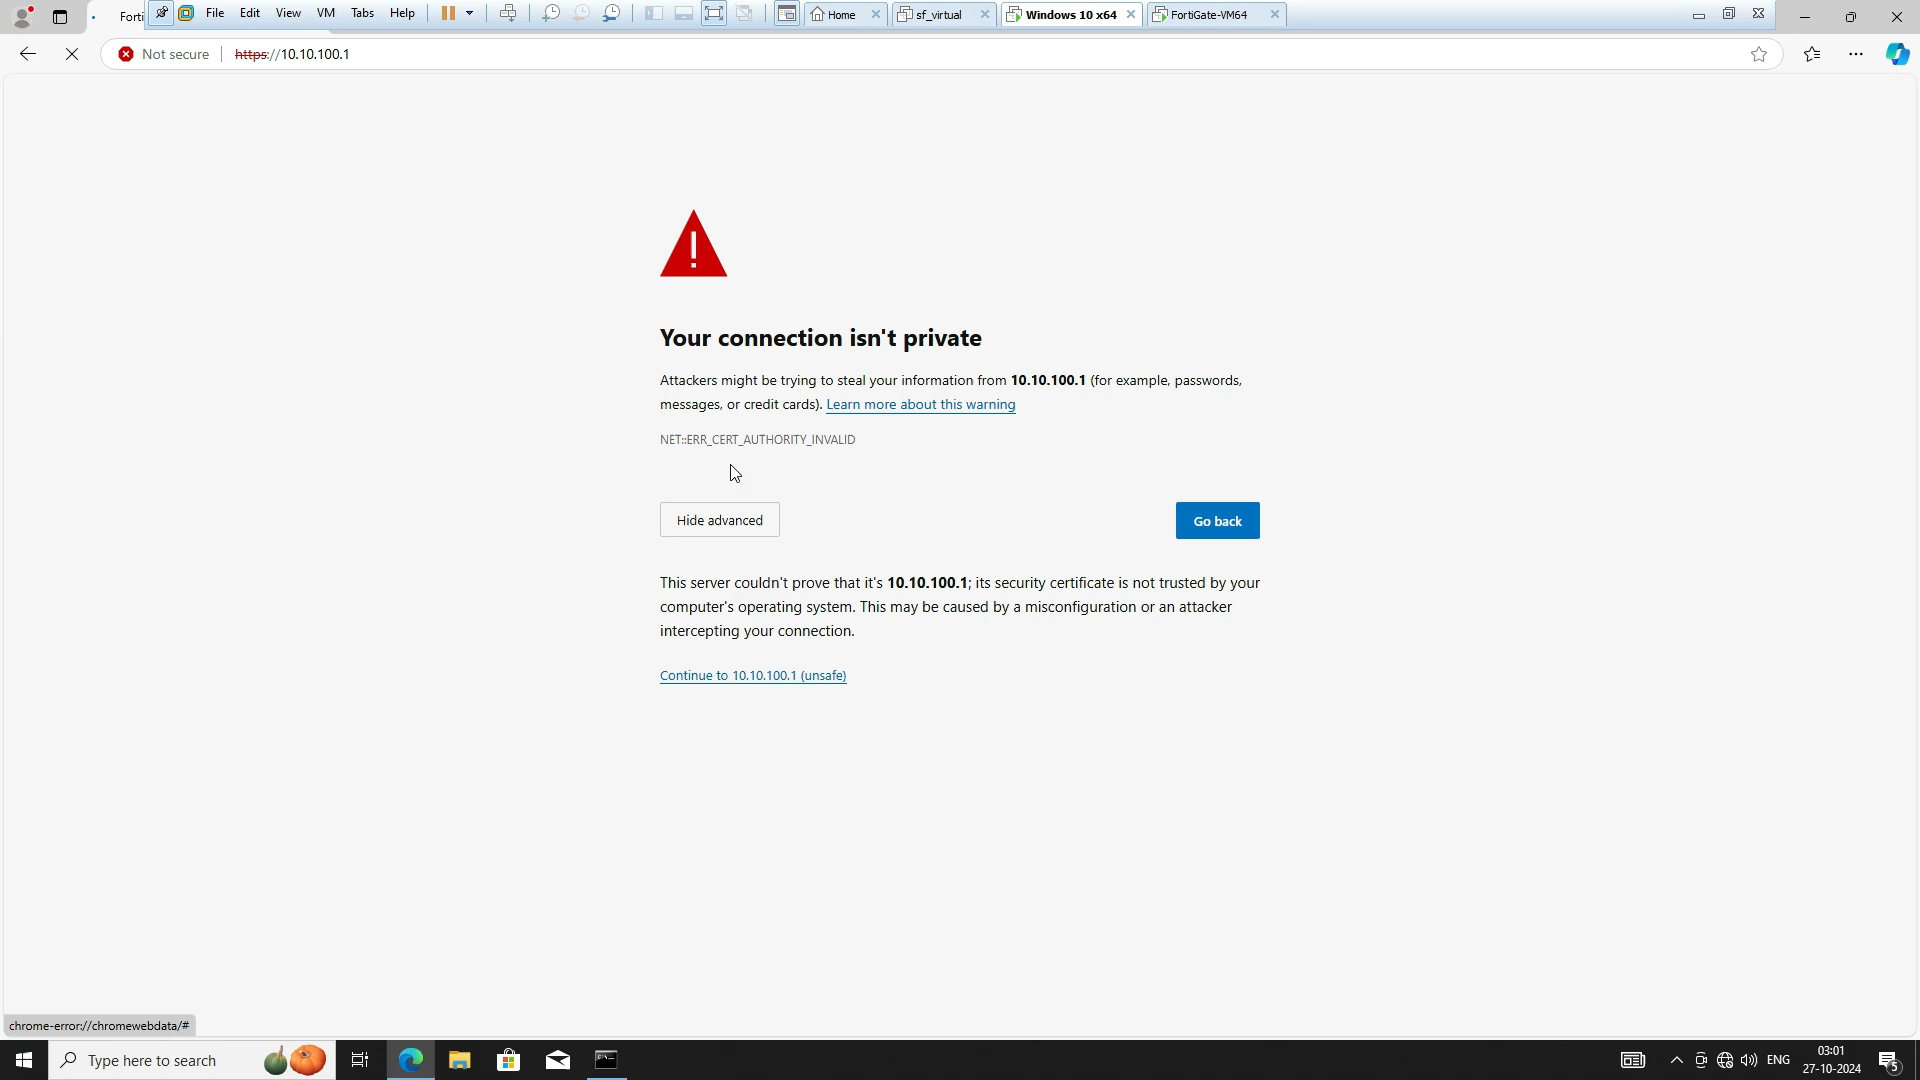 Forti
File Edit View VM Tabs Help
Home
sf_virtual
Windows 10 x64
FortiGate-VM64
Not secure
https://10.10.100.1
Your connection isn't private
Attackers might be trying to steal your information from 10.10.100.1 (for example, passwords,
messages, or credit cards). Learn more about this warning
NET::ERR_CERT_AUTHORITY_INVALID
Hide advanced
Go back
This server couldn't prove that it's 10.10.100.1; its security certificate is not trusted by your
computer's operating system. This may be caused by a misconfiguration or an attacker
intercepting your connection.
Continue to 10.10.100.1 (unsafe)
chrome-error://chromewebdata/#
Type here to search
ENG
03:01
27-10-2024
5